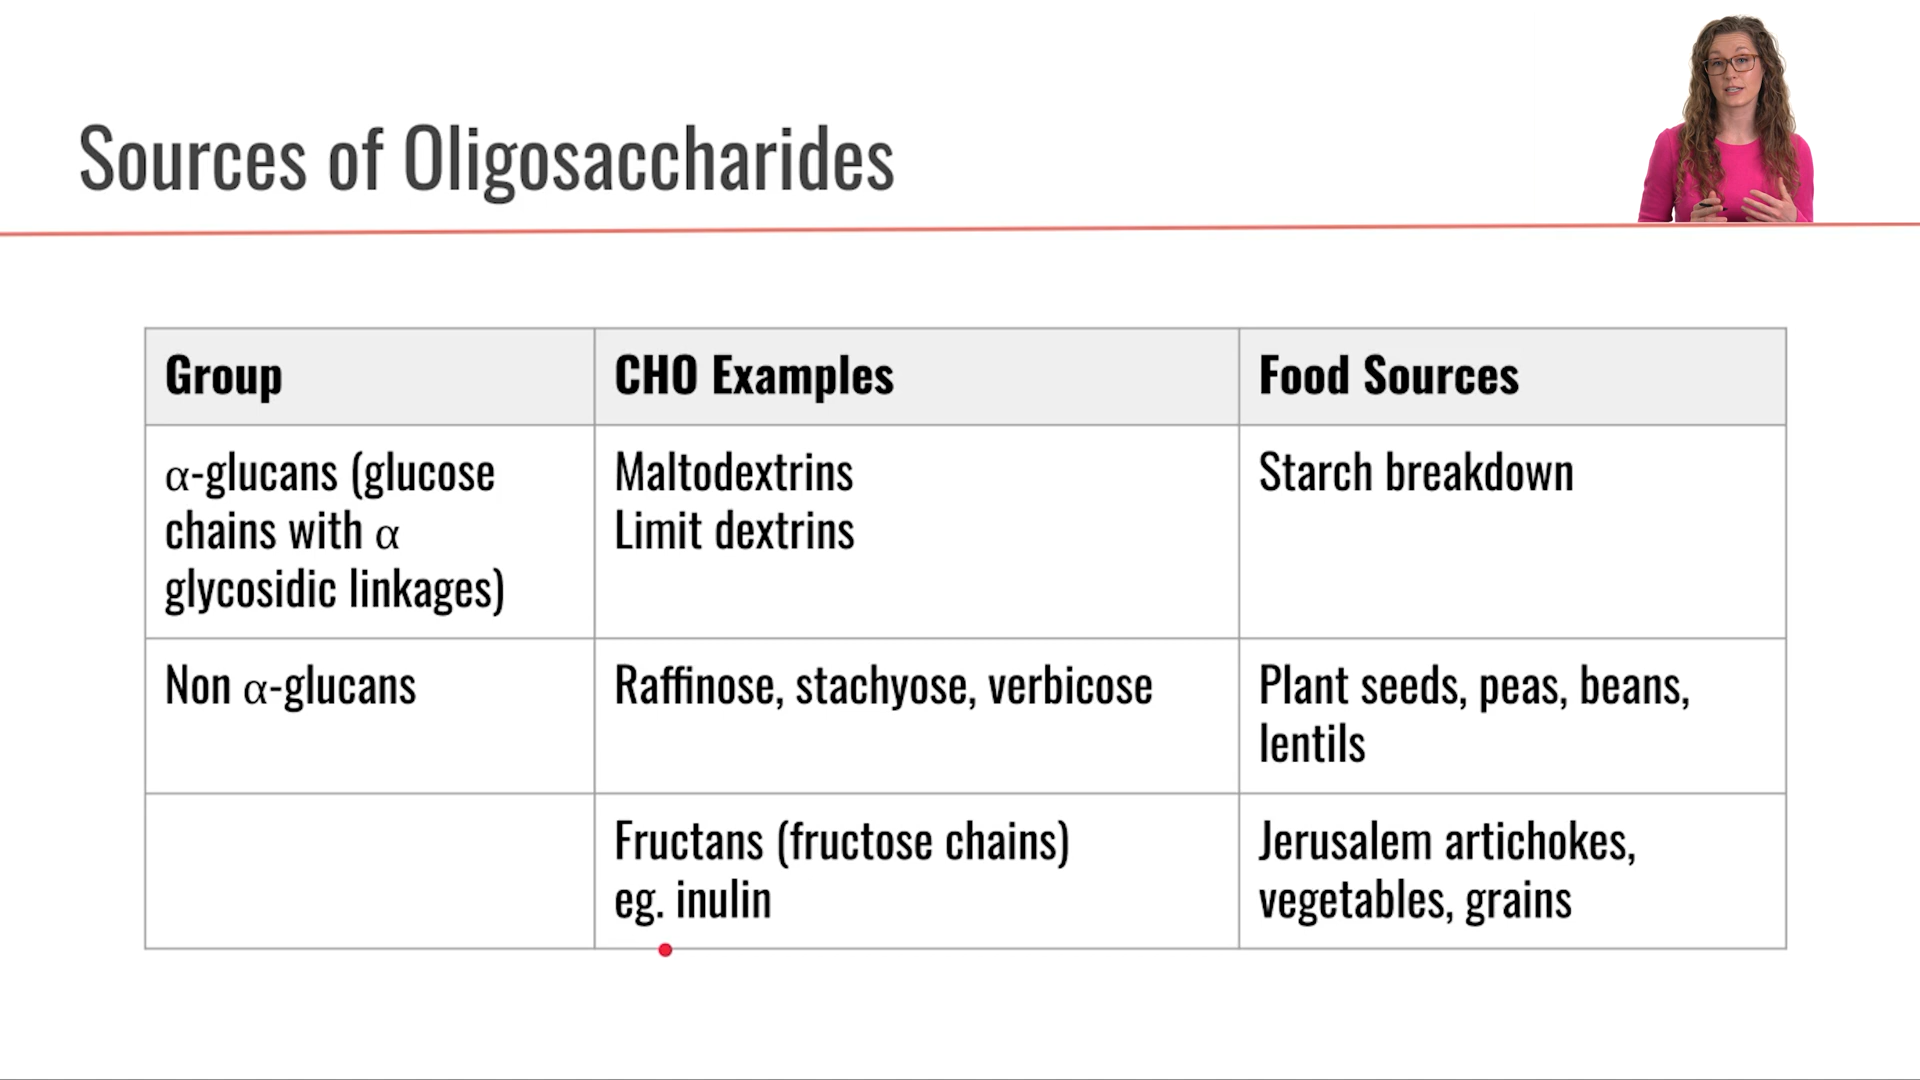 Sources of Oligosaccharides
Group
CHO Examples
Food Sources
α-glucans (glucose
chains with α
glycosidic linkages)
Maltodextrins
Limit dextrins
Starch breakdown
Non α-glucans
Raffinose, stachyose, verbicose
Plant seeds, peas, beans,
lentils
Fructans (fructose chains)
eg. inulin
Jerusalem artichokes,
vegetables, grains